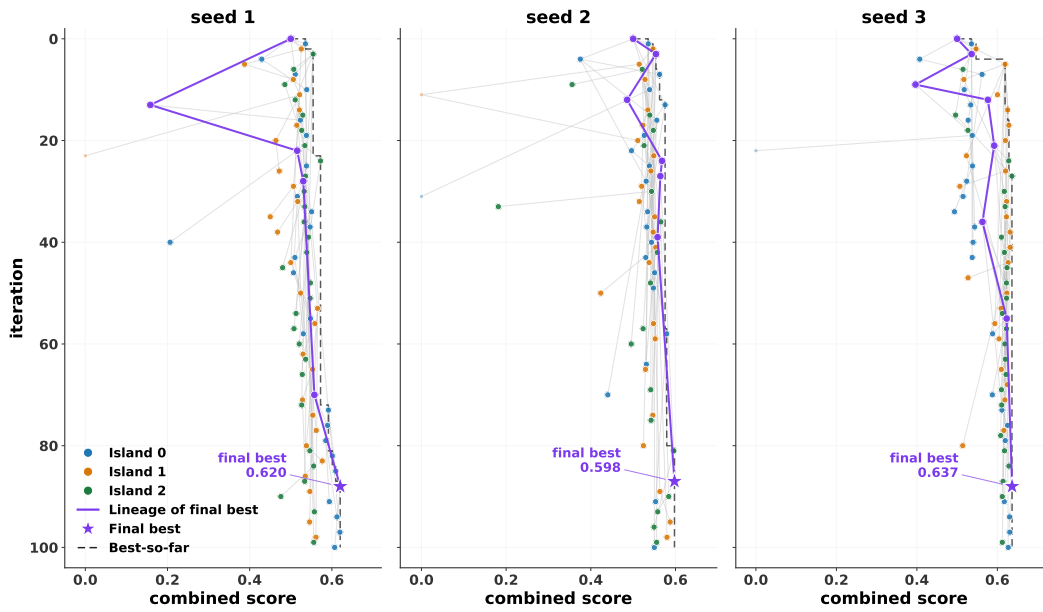 seed 1
seed 2
seed 3
0
20
40
60
80
100
iteration
Island 0
Island 1
Island 2
Lineage of final best
Final best
Best-so-far
final best
0.620
final best
0.598
final best
0.637
0.0
0.2
0.4
0.6
0.0
0.2
0.4
0.6
0.0
0.2
0.4
0.6
combined score
combined score
combined score